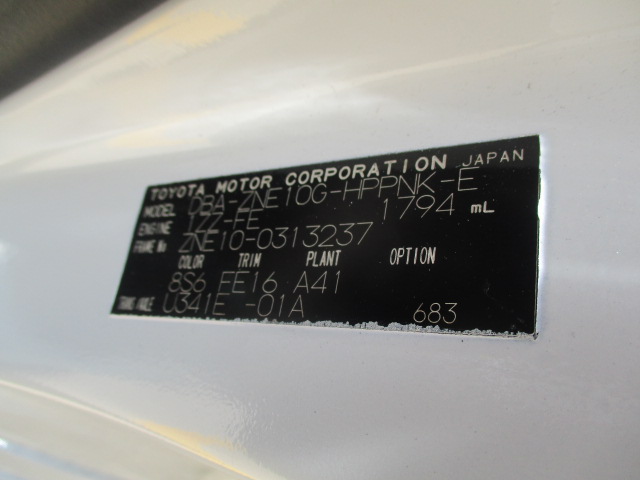 TOYOTA MOTOR CORPORATION JAPAN
MODEL DBA-ZNE10G-HPPNK-E
ENGINE 1ZZ-FE 1794 mL
FRAME No. ZNE10-0313237
COLOR TRIM PLANT OPTION
8S6 FE16 A41
TRANS/AXLE U341E -01A 683